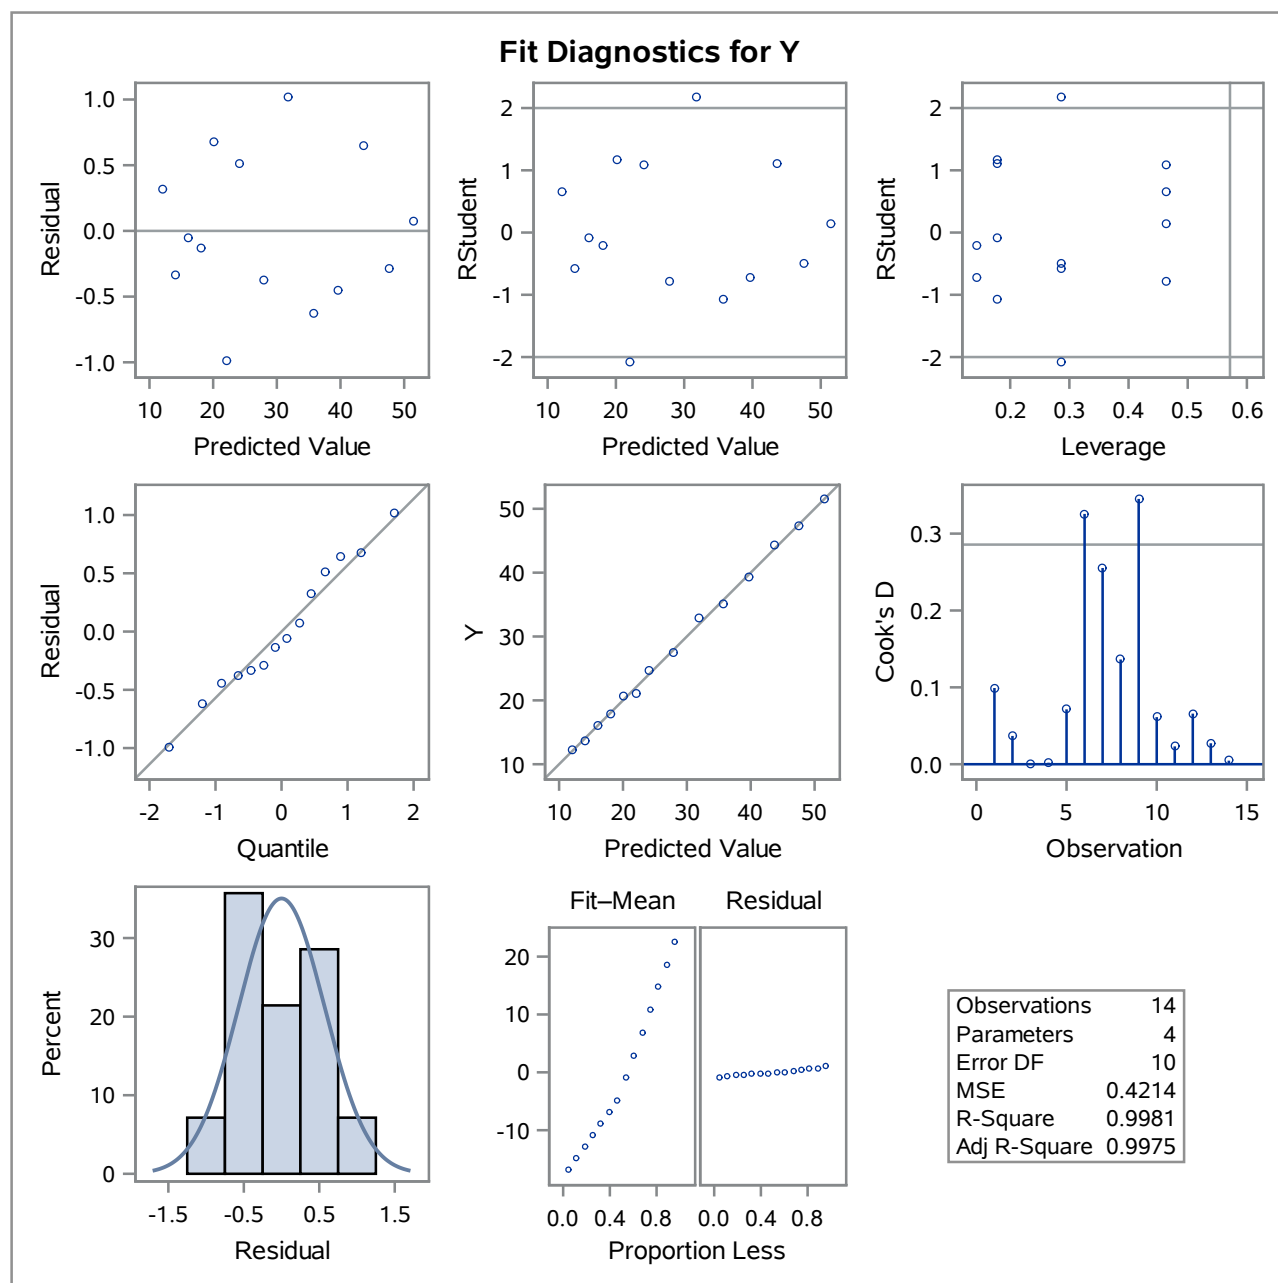 Fit Diagnostics for Y
1.0
0.5
0.0
-0.5
-1.0
Residual
10 20 30 40 50
Predicted Value
2
1
0
-1
-2
RStudent
10 20 30 40 50
Predicted Value
2
1
0
-1
-2
RStudent
0.2 0.3 0.4 0.5 0.6
Leverage
1.0
0.5
0.0
-0.5
-1.0
Residual
-2 -1 0 1 2
Quantile
50
40
30
20
10
Y
10 20 30 40 50
Predicted Value
0.3
0.2
0.1
0.0
Cook's D
0 5 10 15
Observation
30
20
10
0
Percent
-1.5 -0.5 0.5 1.5
Residual
Fit–Mean Residual
20
10
0
-10
0.0 0.4 0.8 0.0 0.4 0.8
Proportion Less
Observations 14
Parameters 4
Error DF 10
MSE 0.4214
R-Square 0.9981
Adj R-Square 0.9975